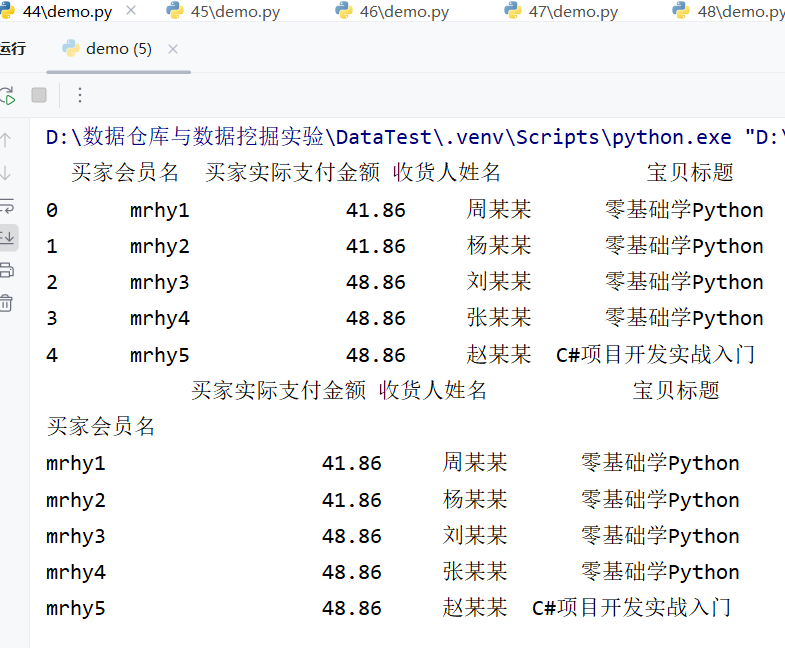 44\demo.py 45\demo.py 46\demo.py 47\demo.py 48\demo.py
运行 demo (5)
D:\数据仓库与数据挖掘实验\DataTest\.venv\Scripts\python.exe "D:\
买家会员名 买家实际支付金额 收货人姓名 宝贝标题
0 mrhy1 41.86 周某某 零基础学Python
1 mrhy2 41.86 杨某某 零基础学Python
2 mrhy3 48.86 刘某某 零基础学Python
3 mrhy4 48.86 张某某 零基础学Python
4 mrhy5 48.86 赵某某 C#项目开发实战入门
买家实际支付金额 收货人姓名 宝贝标题
买家会员名
mrhy1 41.86 周某某 零基础学Python
mrhy2 41.86 杨某某 零基础学Python
mrhy3 48.86 刘某某 零基础学Python
mrhy4 48.86 张某某 零基础学Python
mrhy5 48.86 赵某某 C#项目开发实战入门